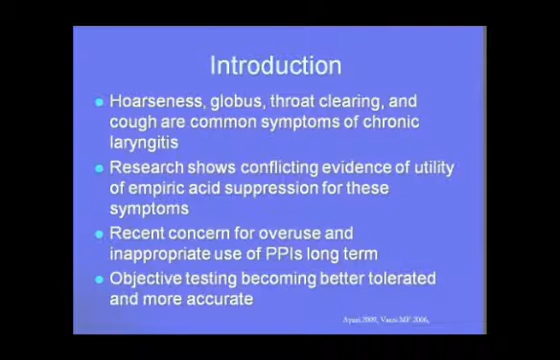 Introduction
Hoarseness, globus, throat clearing, and
cough are common symptoms of chronic
laryngitis
Research shows conflicting evidence of utility
of empiric acid suppression for these
symptoms
Recent concern for overuse and
inappropriate use of PPIs long term
Objective testing becoming better tolerated
and more accurate
2009, Vaezi MF 2006,